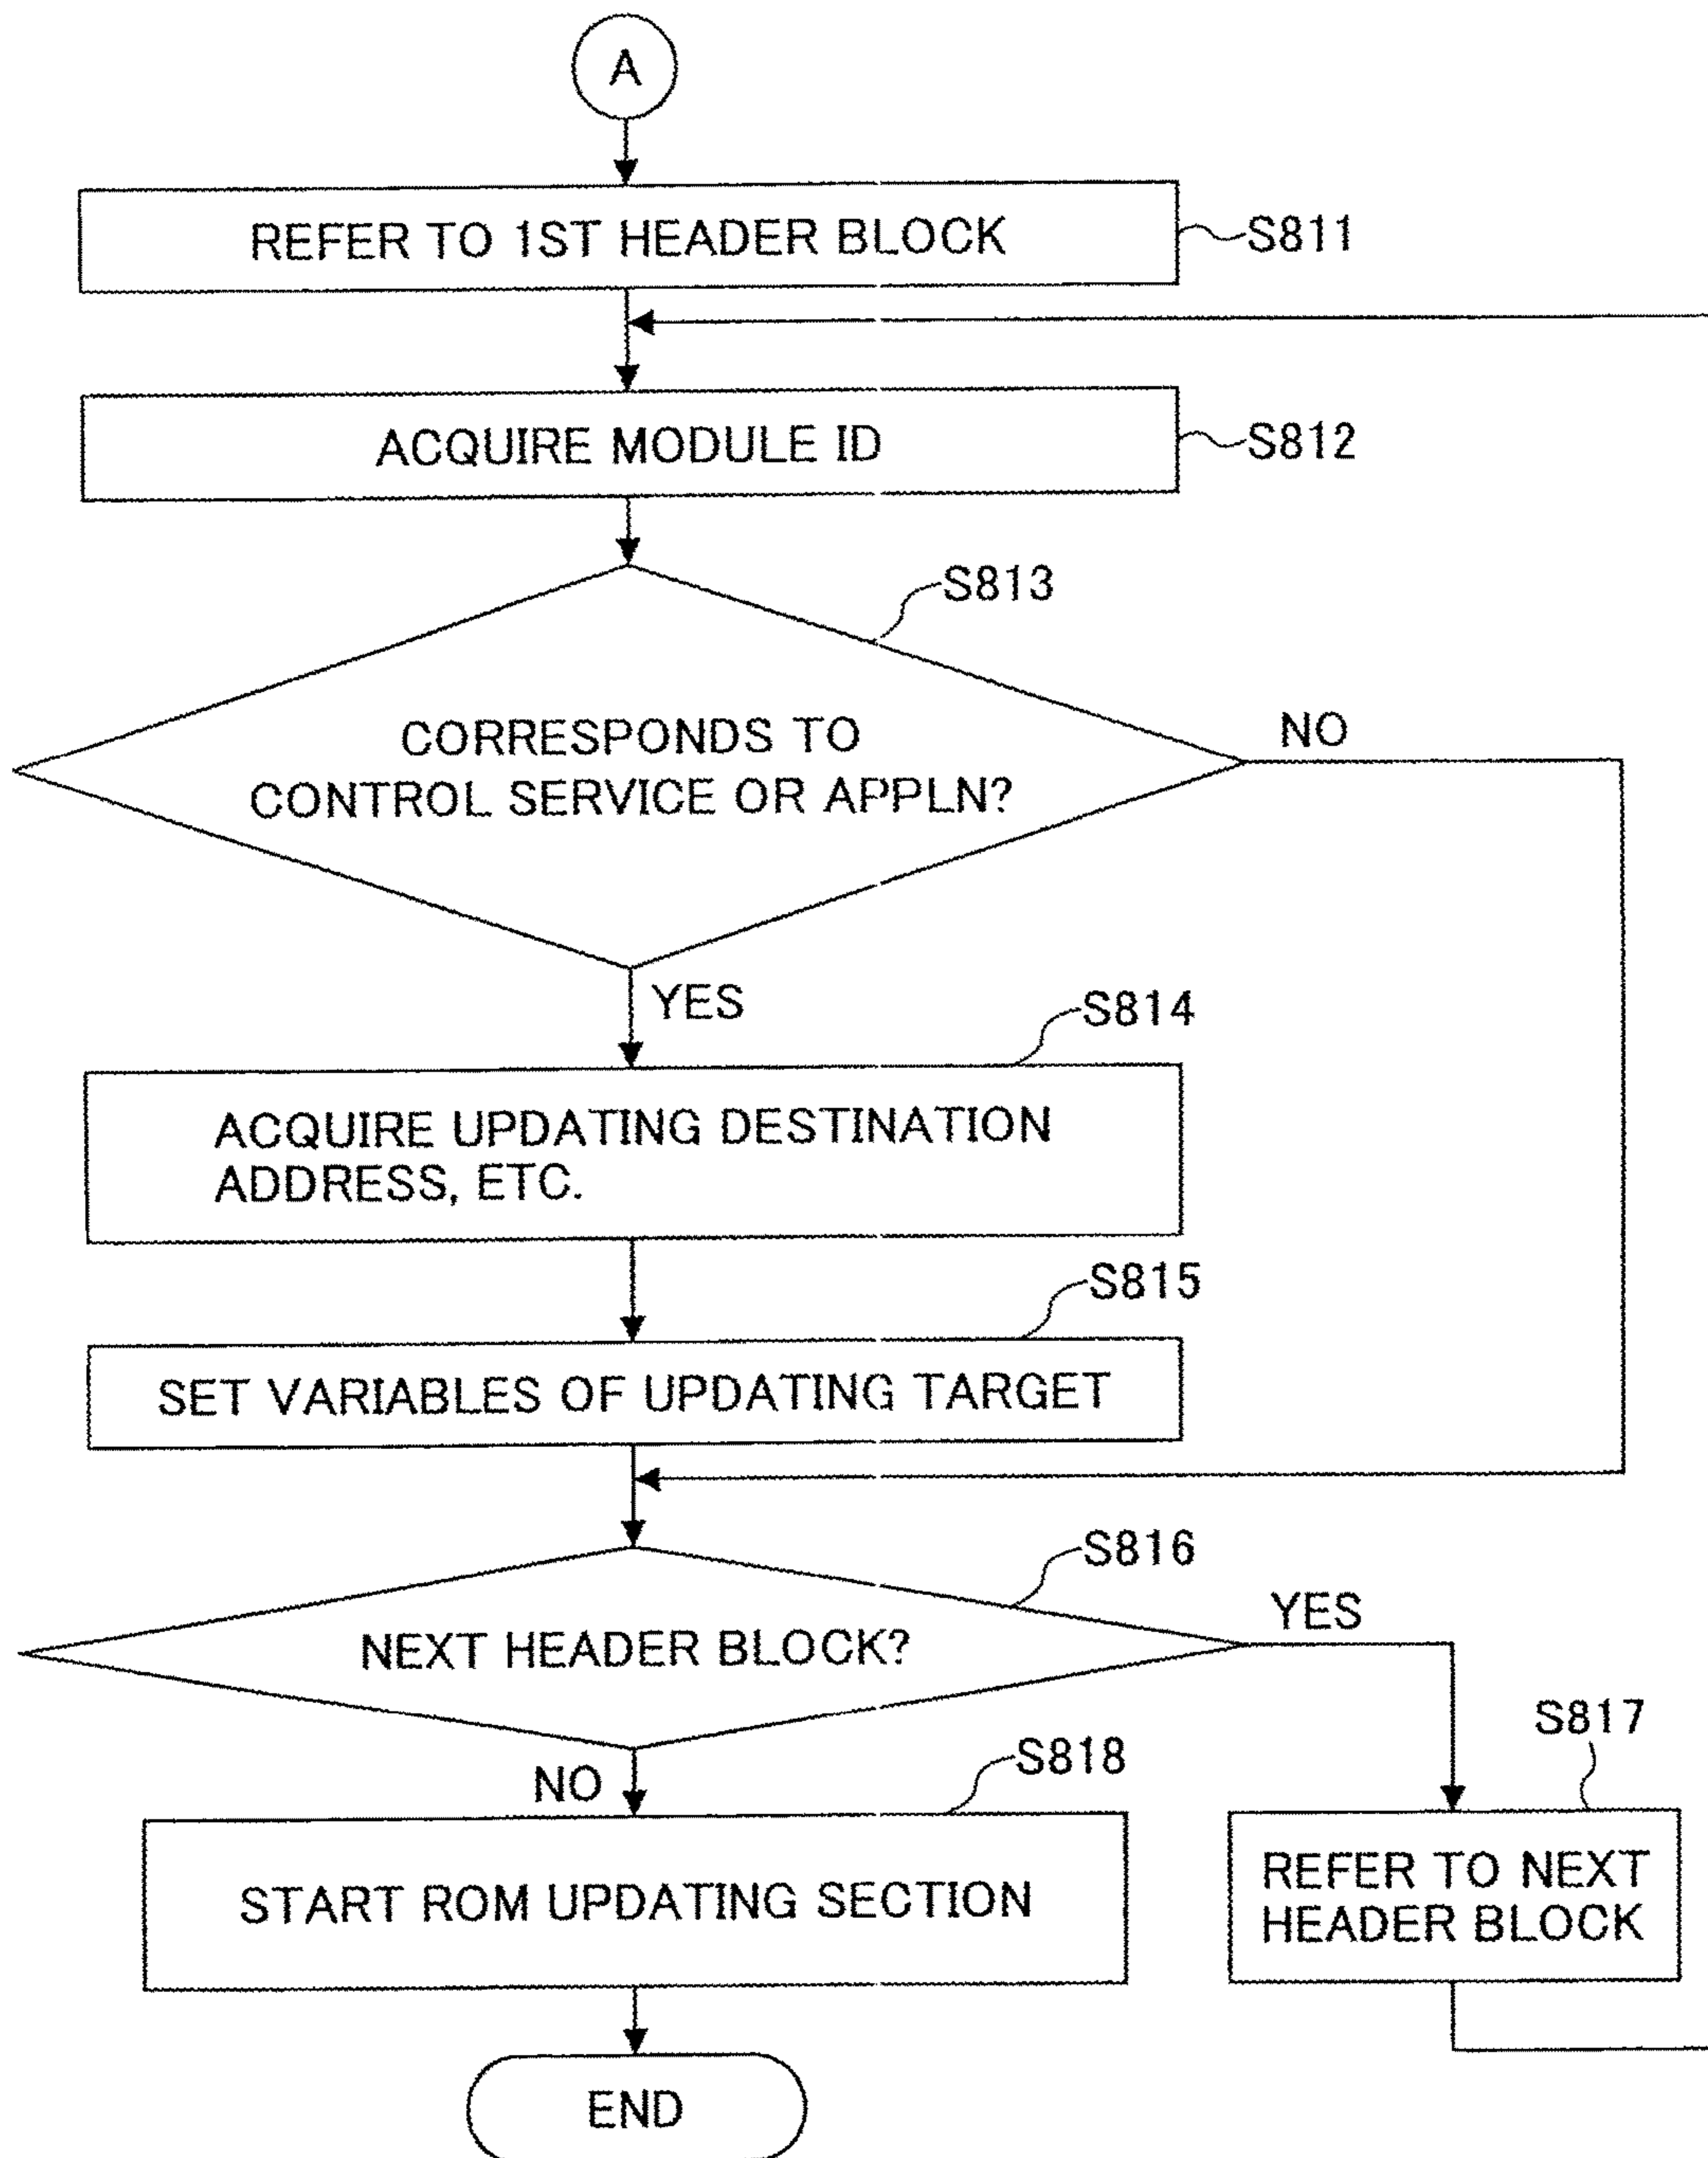 A
REFER TO 1ST HEADER BLOCK
S811
ACQUIRE MODULE ID
S812
S813
CORRESPONDS TO
CONTROL SERVICE OR APPLN?
NO
YES
S814
ACQUIRE UPDATING DESTINATION
ADDRESS, ETC.
S815
SET VARIABLES OF UPDATING TARGET
S816
NEXT HEADER BLOCK?
YES
S817
NO
S818
START ROM UPDATING SECTION
REFER TO NEXT
HEADER BLOCK
END